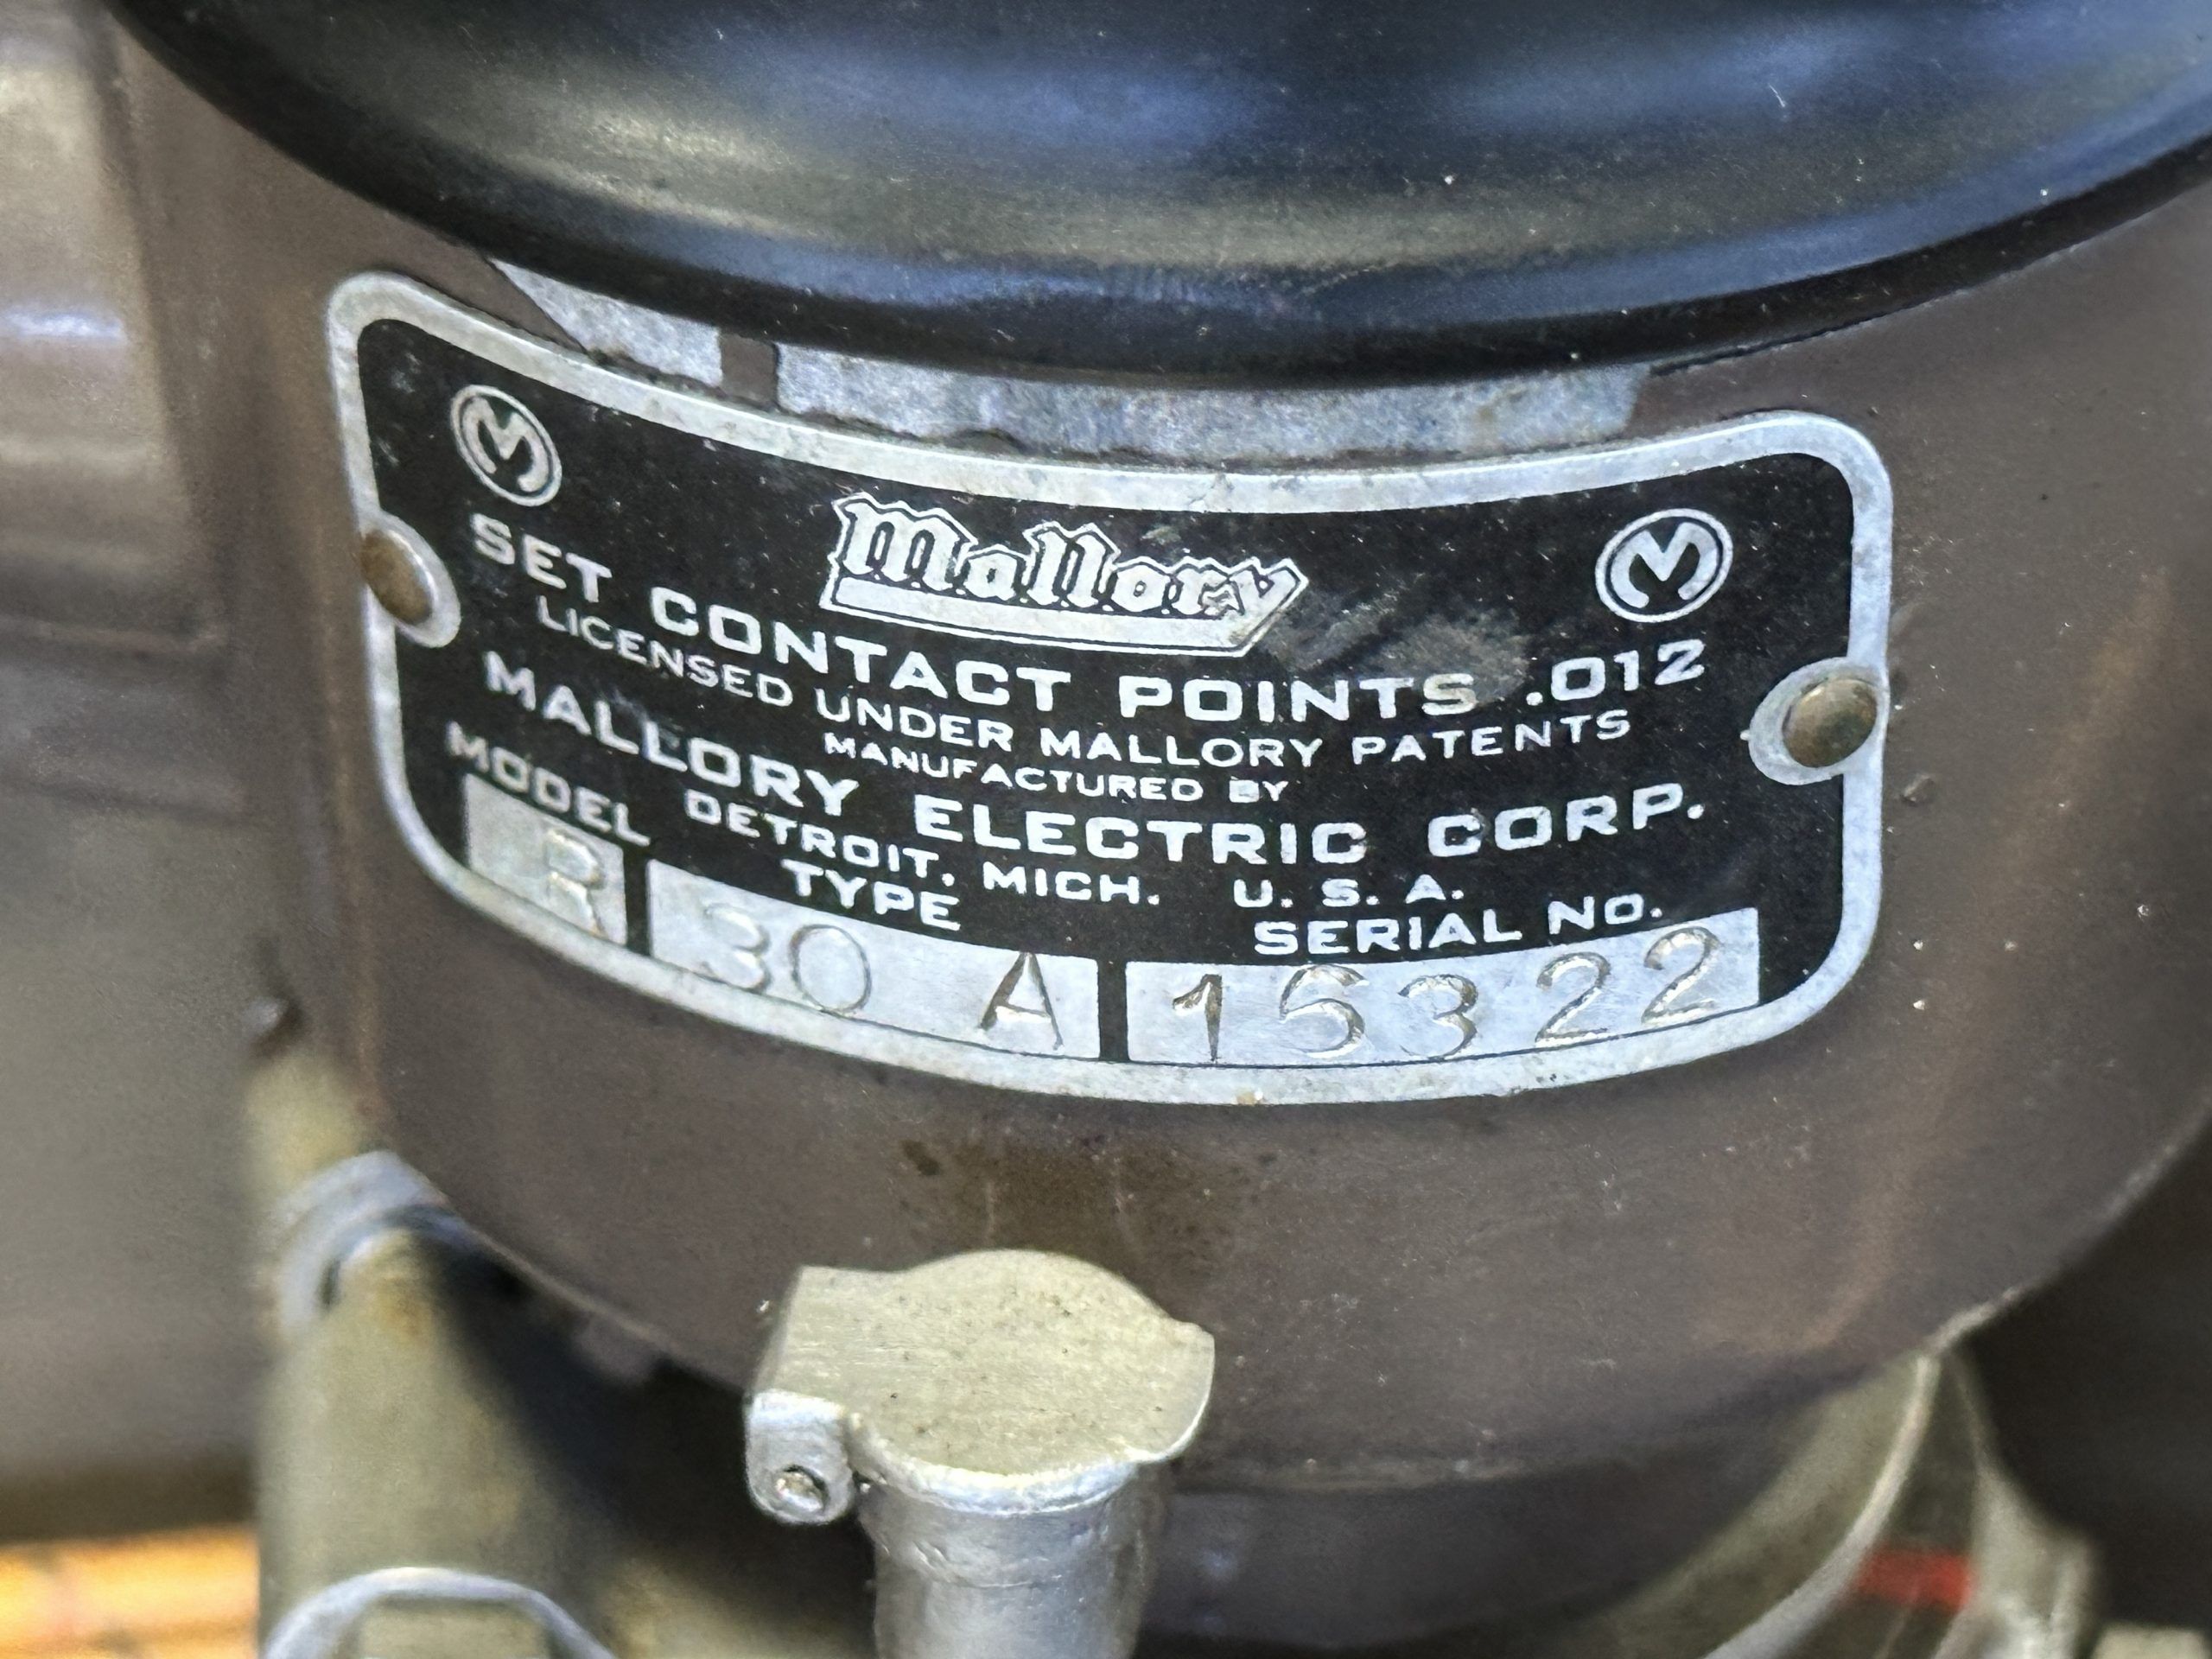 M M
Mallory
SET CONTACT POINTS .012
LICENSED UNDER MALLORY PATENTS
MANUFACTURED BY
MALLORY ELECTRIC CORP.
DETROIT, MICH. U. S. A.
MODEL TYPE SERIAL No.
R 30 A 15322